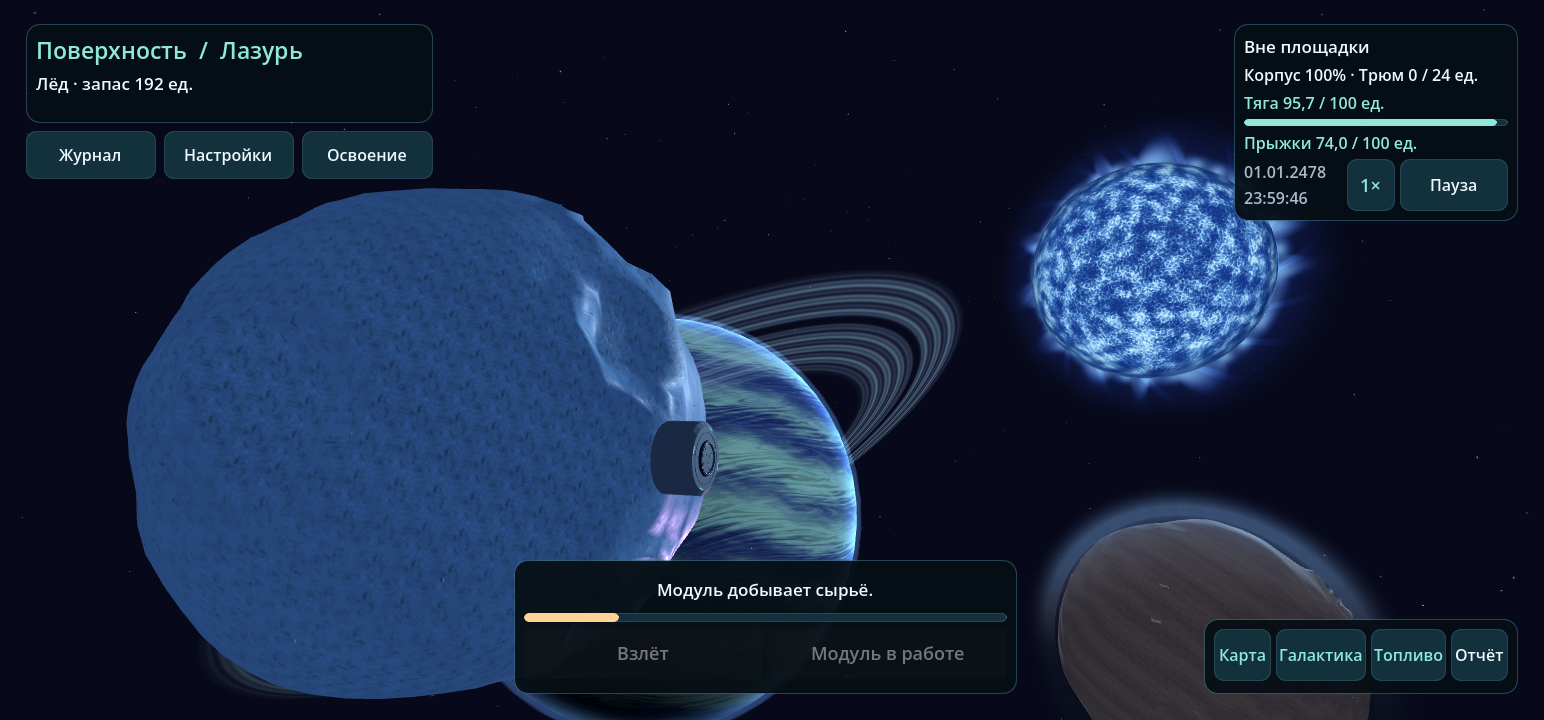 Поверхность / Лазурь
Лёд · запас 192 ед.
Журнал
Настройки
Освоение
Вне площадки
Корпус 100% · Трюм 0 / 24 ед.
Тяга 95,7 / 100 ед.
Прыжки 74,0 / 100 ед.
01.01.2478
23:59:46
1×
Пауза
Модуль добывает сырьё.
Взлёт
Модуль в работе
Карта
Галактика
Топливо
Отчёт